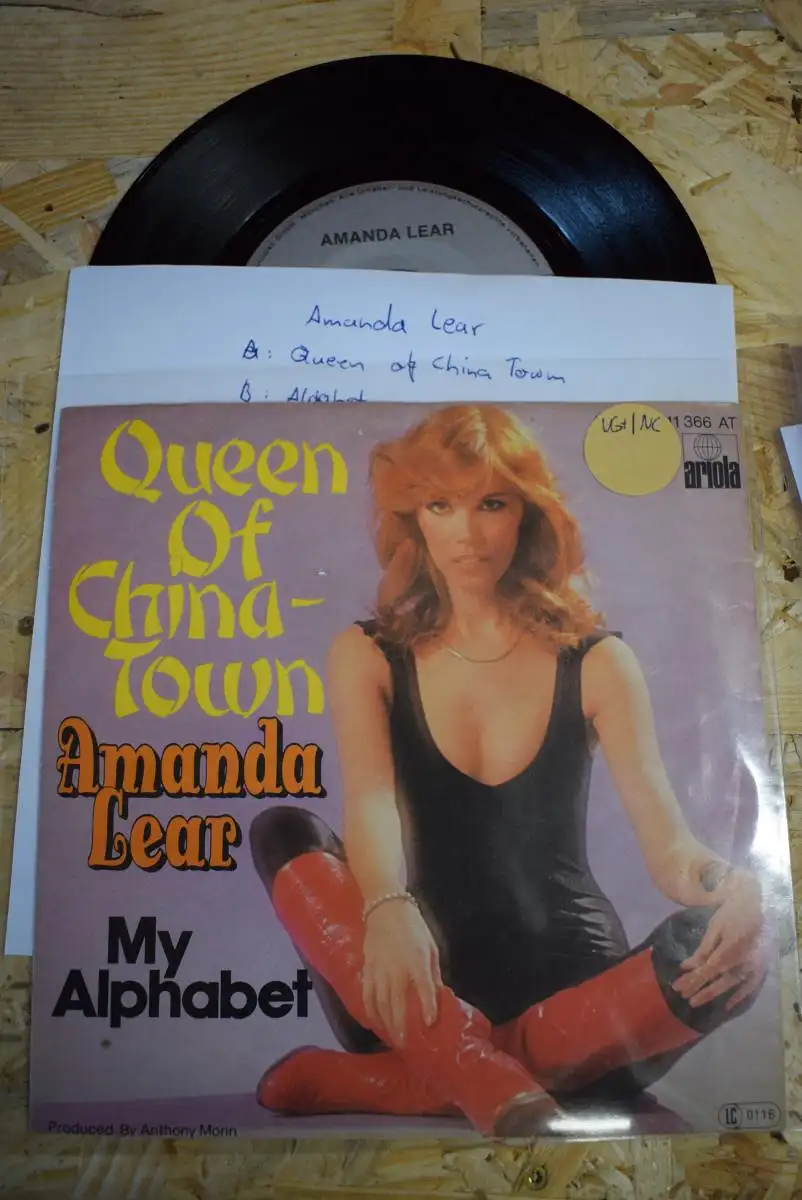 AMANDA LEAR
Amanda Lear
A: Queen of China Town
B: Alphabet
VG+/NC
11 366 AT
ariola
Queen
Of
China-
Town
Amanda
Lear
My
Alphabet
Produced By Anthony Monn
LC 0116